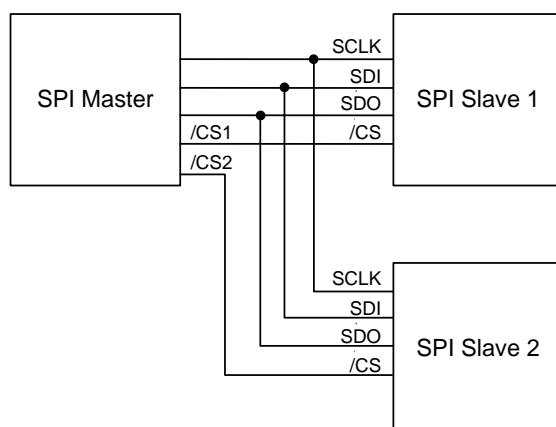 SCLK
SDI
SPI Master
SDO
SPI Slave 1
/CS1
/CS
/CS2
SCLK
SDI
SDO
SPI Slave 2
/CS